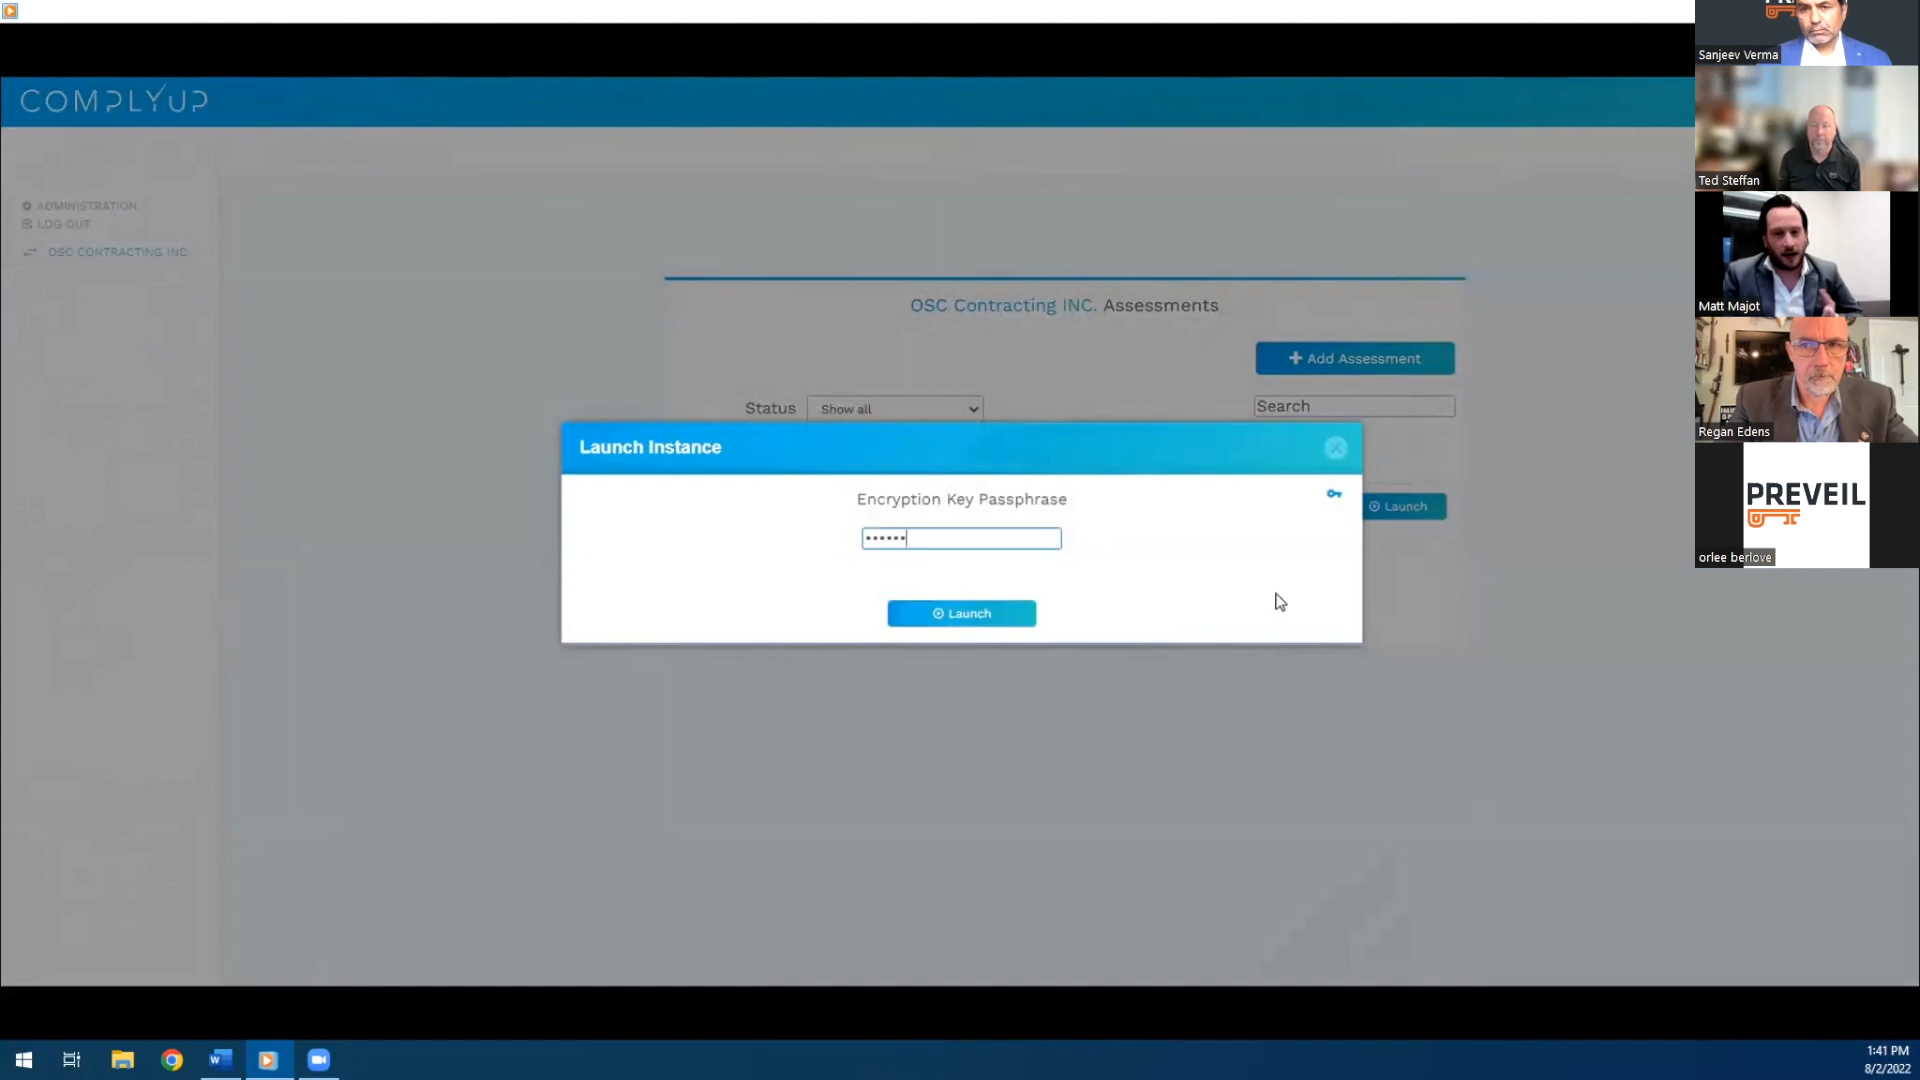 COMPLYUP
ADMINISTRATION
LOG OUT
OSC CONTRACTING INC.
OSC Contracting INC. Assessments
Add Assessment
Status
Show all
Search
Launch Instance
Encryption Key Passphrase
••••••
Launch
Launch
Sanjeev Verma
Ted Steffan
Matt Majot
Regan Edens
PREVEIL
orlee berlove
1:41 PM
8/2/2022